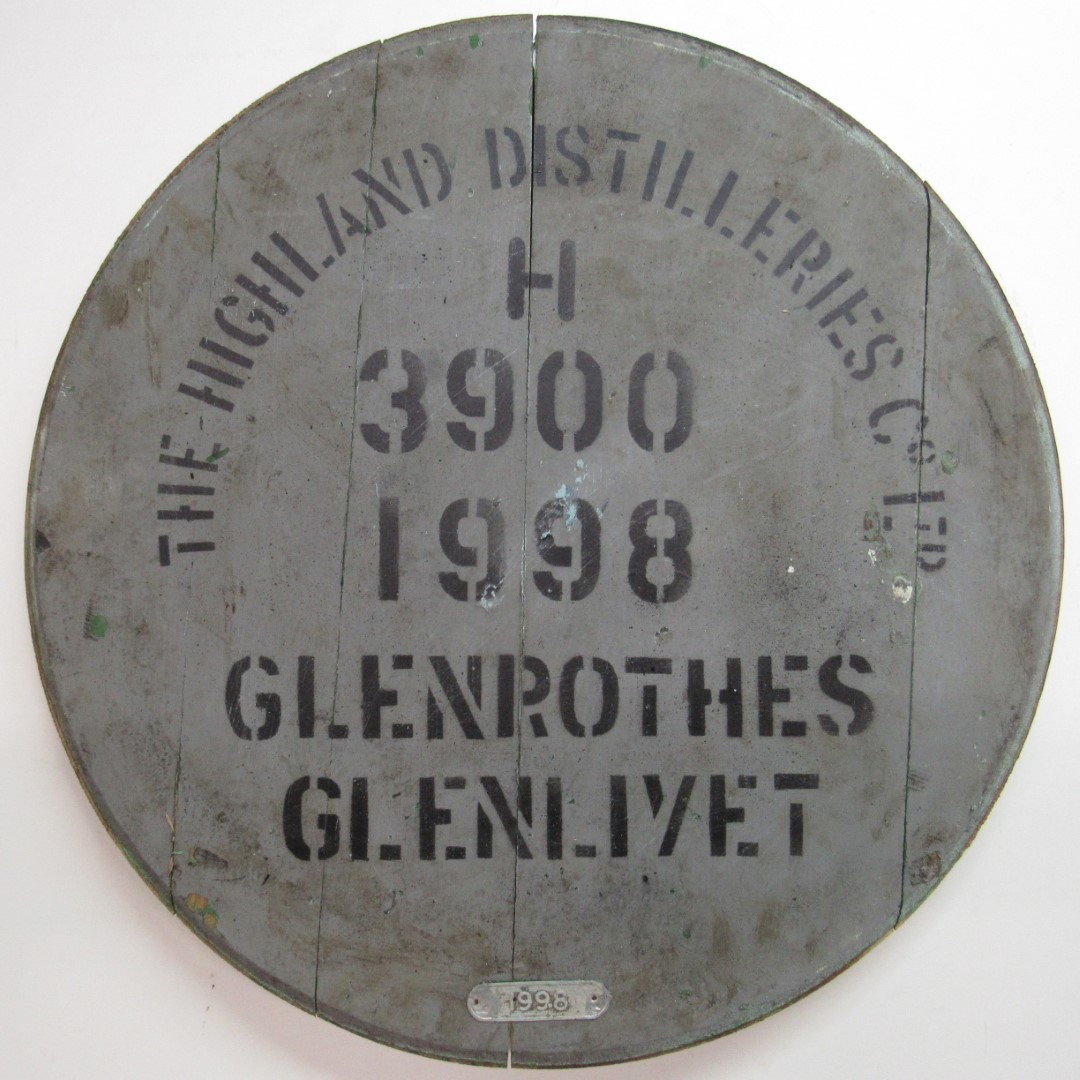 THE HIGHLAND DISTILLERIES Co LTD
H
3900
1998
GLENROTHES
GLENLIVET
1998